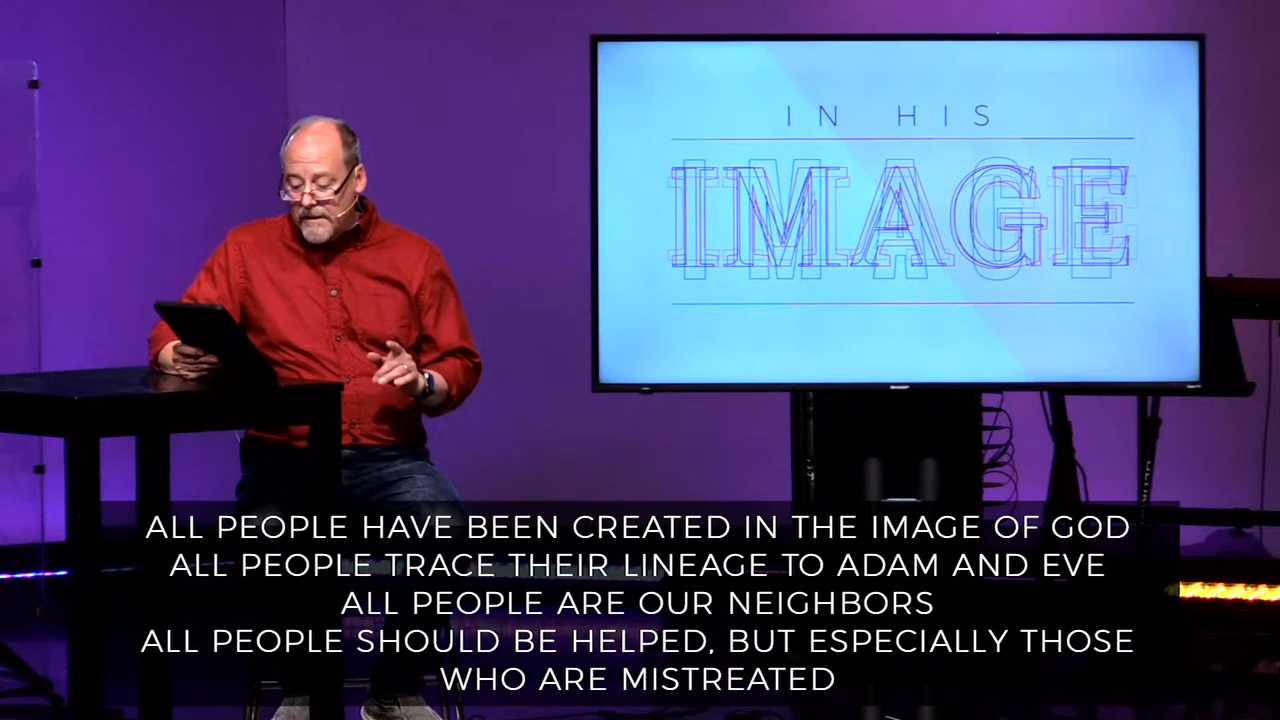 IN HIS
IMAGE
SHARP
ALL PEOPLE HAVE BEEN CREATED IN THE IMAGE OF GOD
ALL PEOPLE TRACE THEIR LINEAGE TO ADAM AND EVE
ALL PEOPLE ARE OUR NEIGHBORS
ALL PEOPLE SHOULD BE HELPED, BUT ESPECIALLY THOSE
WHO ARE MISTREATED